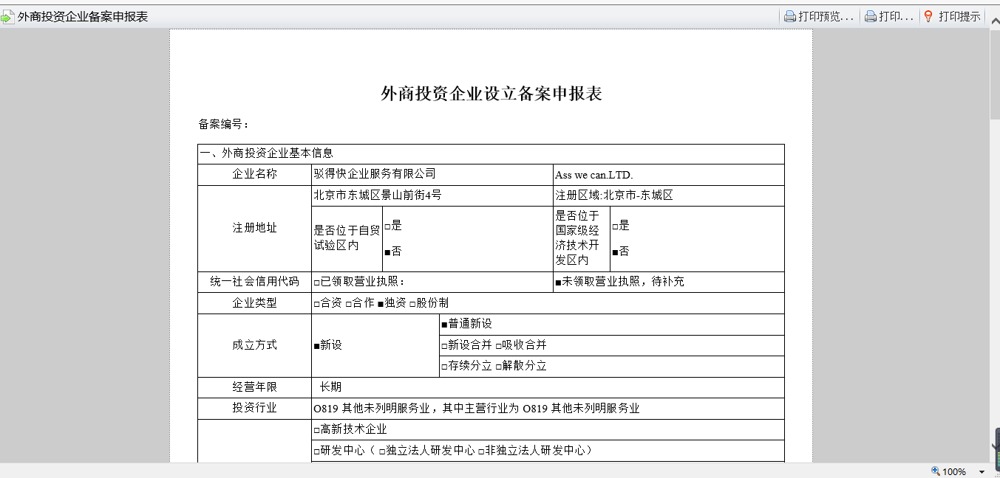 外商投资企业备案申报表
打印预览...
打印...
打印提示
外商投资企业设立备案申报表
备案编号：
一、外商投资企业基本信息
企业名称
驳得快企业服务有限公司
Ass we can.LTD.
注册地址
北京市东城区景山前街4号
注册区域:北京市-东城区
是否位于自贸
试验区内
□是
■否
是否位于
国家级经
济技术开
发区内
□是
■否
统一社会信用代码
□已领取营业执照：
■未领取营业执照，待补充
企业类型
□合资 □合作 ■独资 □股份制
成立方式
■新设
■普通新设
□新设合并 □吸收合并
□存续分立 □解散分立
经营年限
长期
投资行业
O819 其他未列明服务业，其中主营行业为 O819 其他未列明服务业
□高新技术企业
□研发中心（ □独立法人研发中心 □非独立法人研发中心）
100%